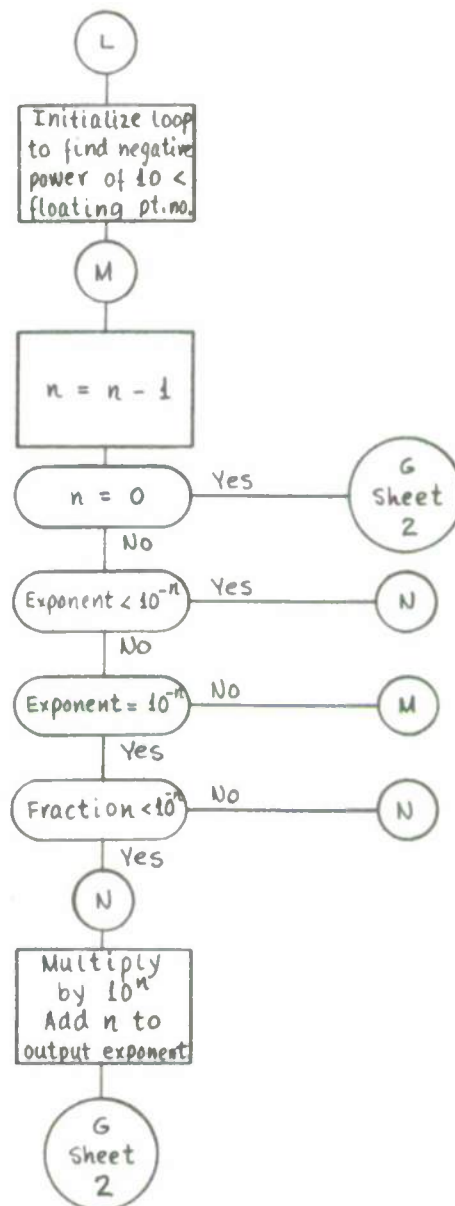 L
Initialize loop
to find negative
power of 10 <
floating pt.no.
M
n = n - 1
n = 0
Yes
G
Sheet
2
No
Exponent < 10⁻ⁿ
Yes
N
No
Exponent = 10⁻ⁿ
No
M
Yes
Fraction < 10⁻ⁿ
No
N
Yes
N
Multiply
by 10ⁿ
Add n to
output exponent
G
Sheet
2